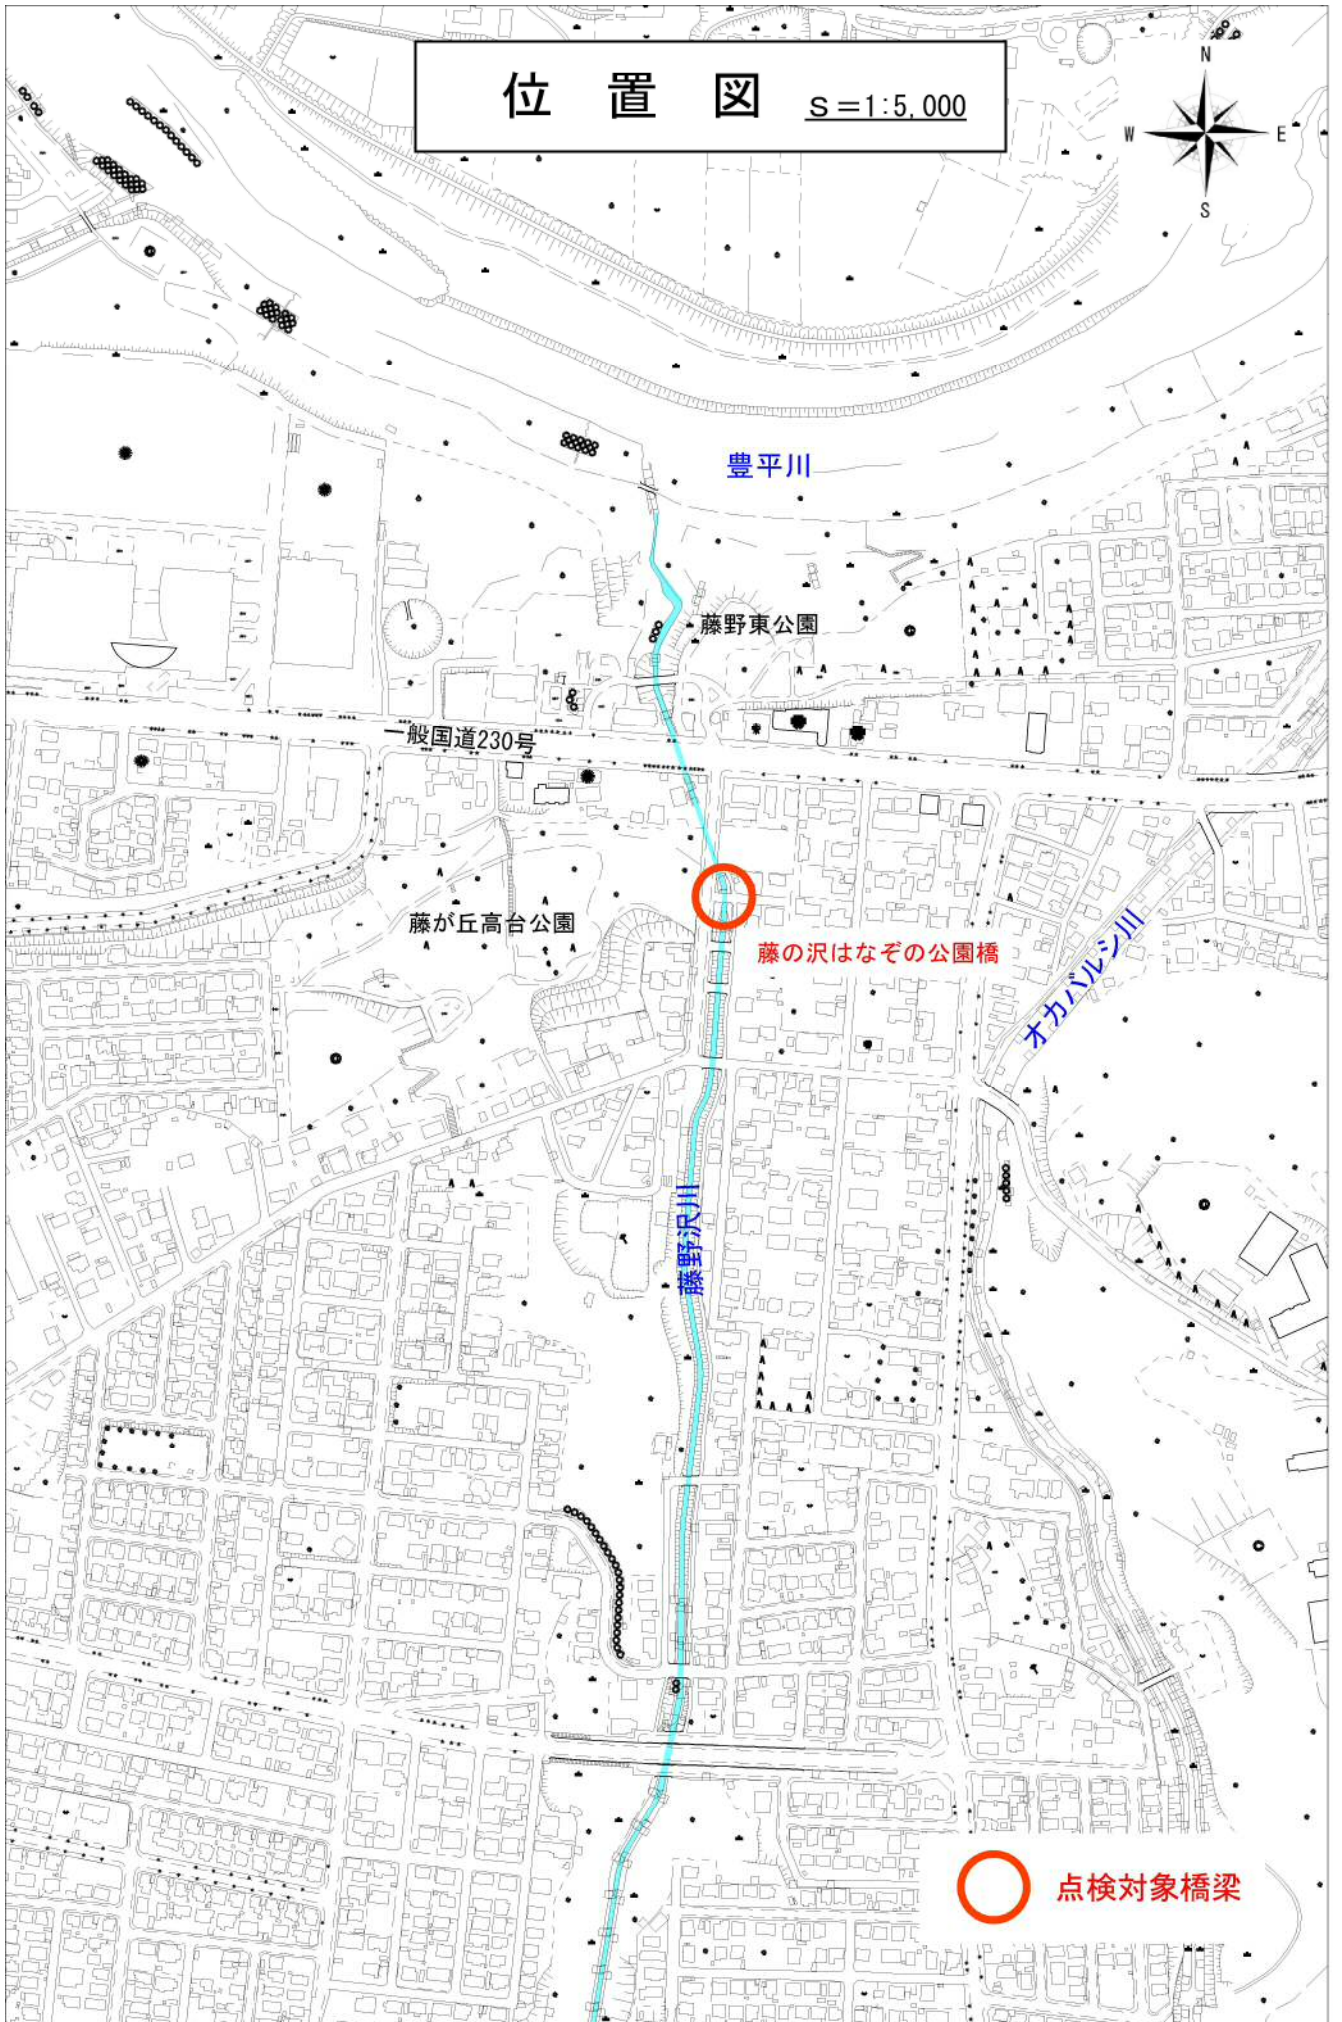 位置図 S=1:5,000
N
W E
S
豊平川
藤野東公園
一般国道230号
藤が丘高台公園
藤の沢はなぞの公園橋
オカバルシ川
藤野沢川
点検対象橋梁